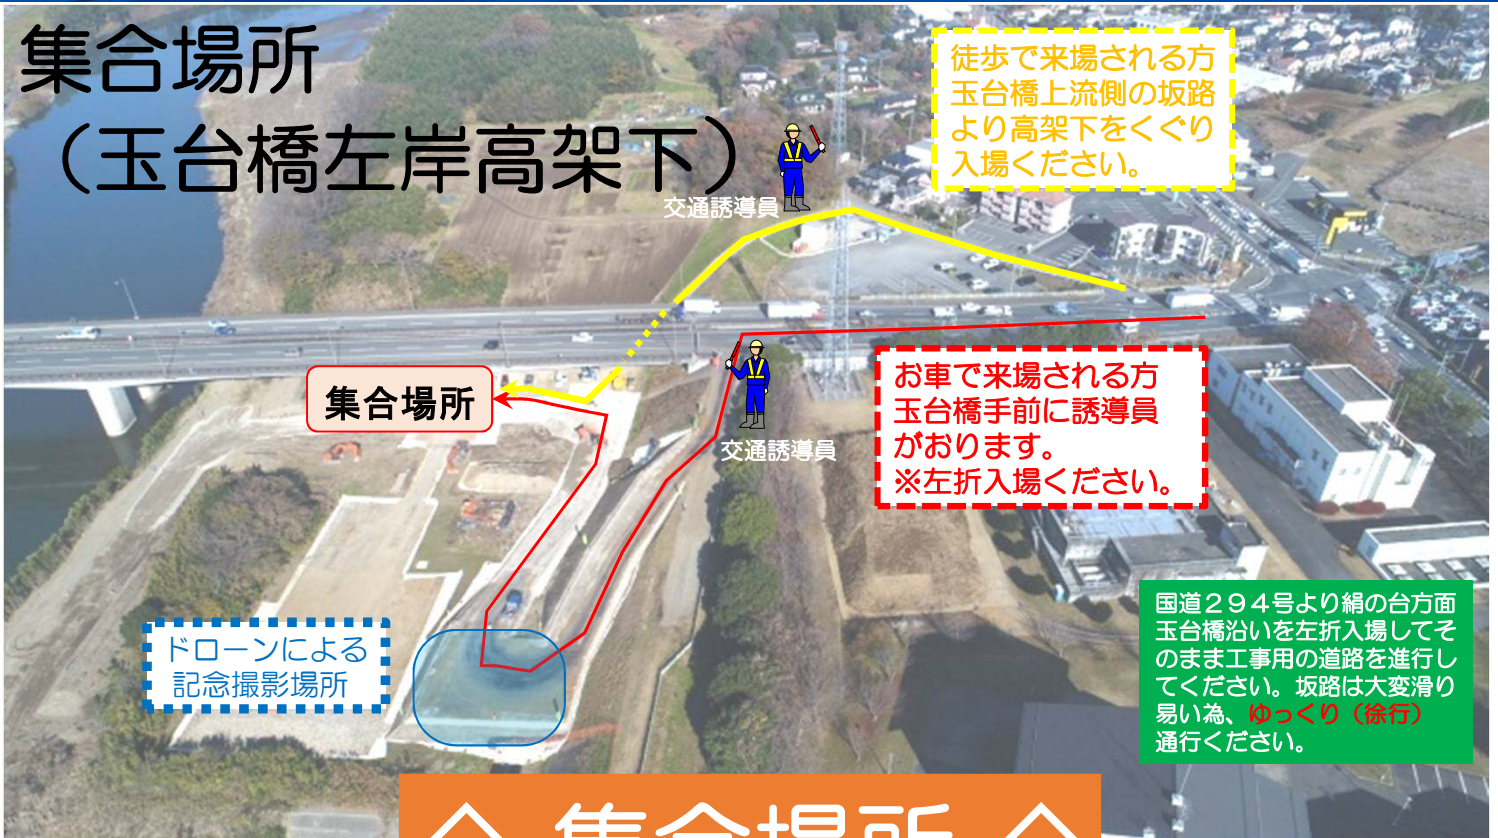 集合場所
（玉台橋左岸高架下）
徒歩で来場される方
玉台橋上流側の坂路
より高架下をくぐり
入場ください。
交通誘導員
集合場所
交通誘導員
お車で来場される方
玉台橋手前に誘導員
がおります。
※左折入場ください。
ドローンによる
記念撮影場所
国道２９４号より絹の台方面
玉台橋沿いを左折入場してそ
のまま工事用の道路を進行し
てください。坂路は大変滑り
易い為、ゆっくり（徐行）
通行ください。
集合場所